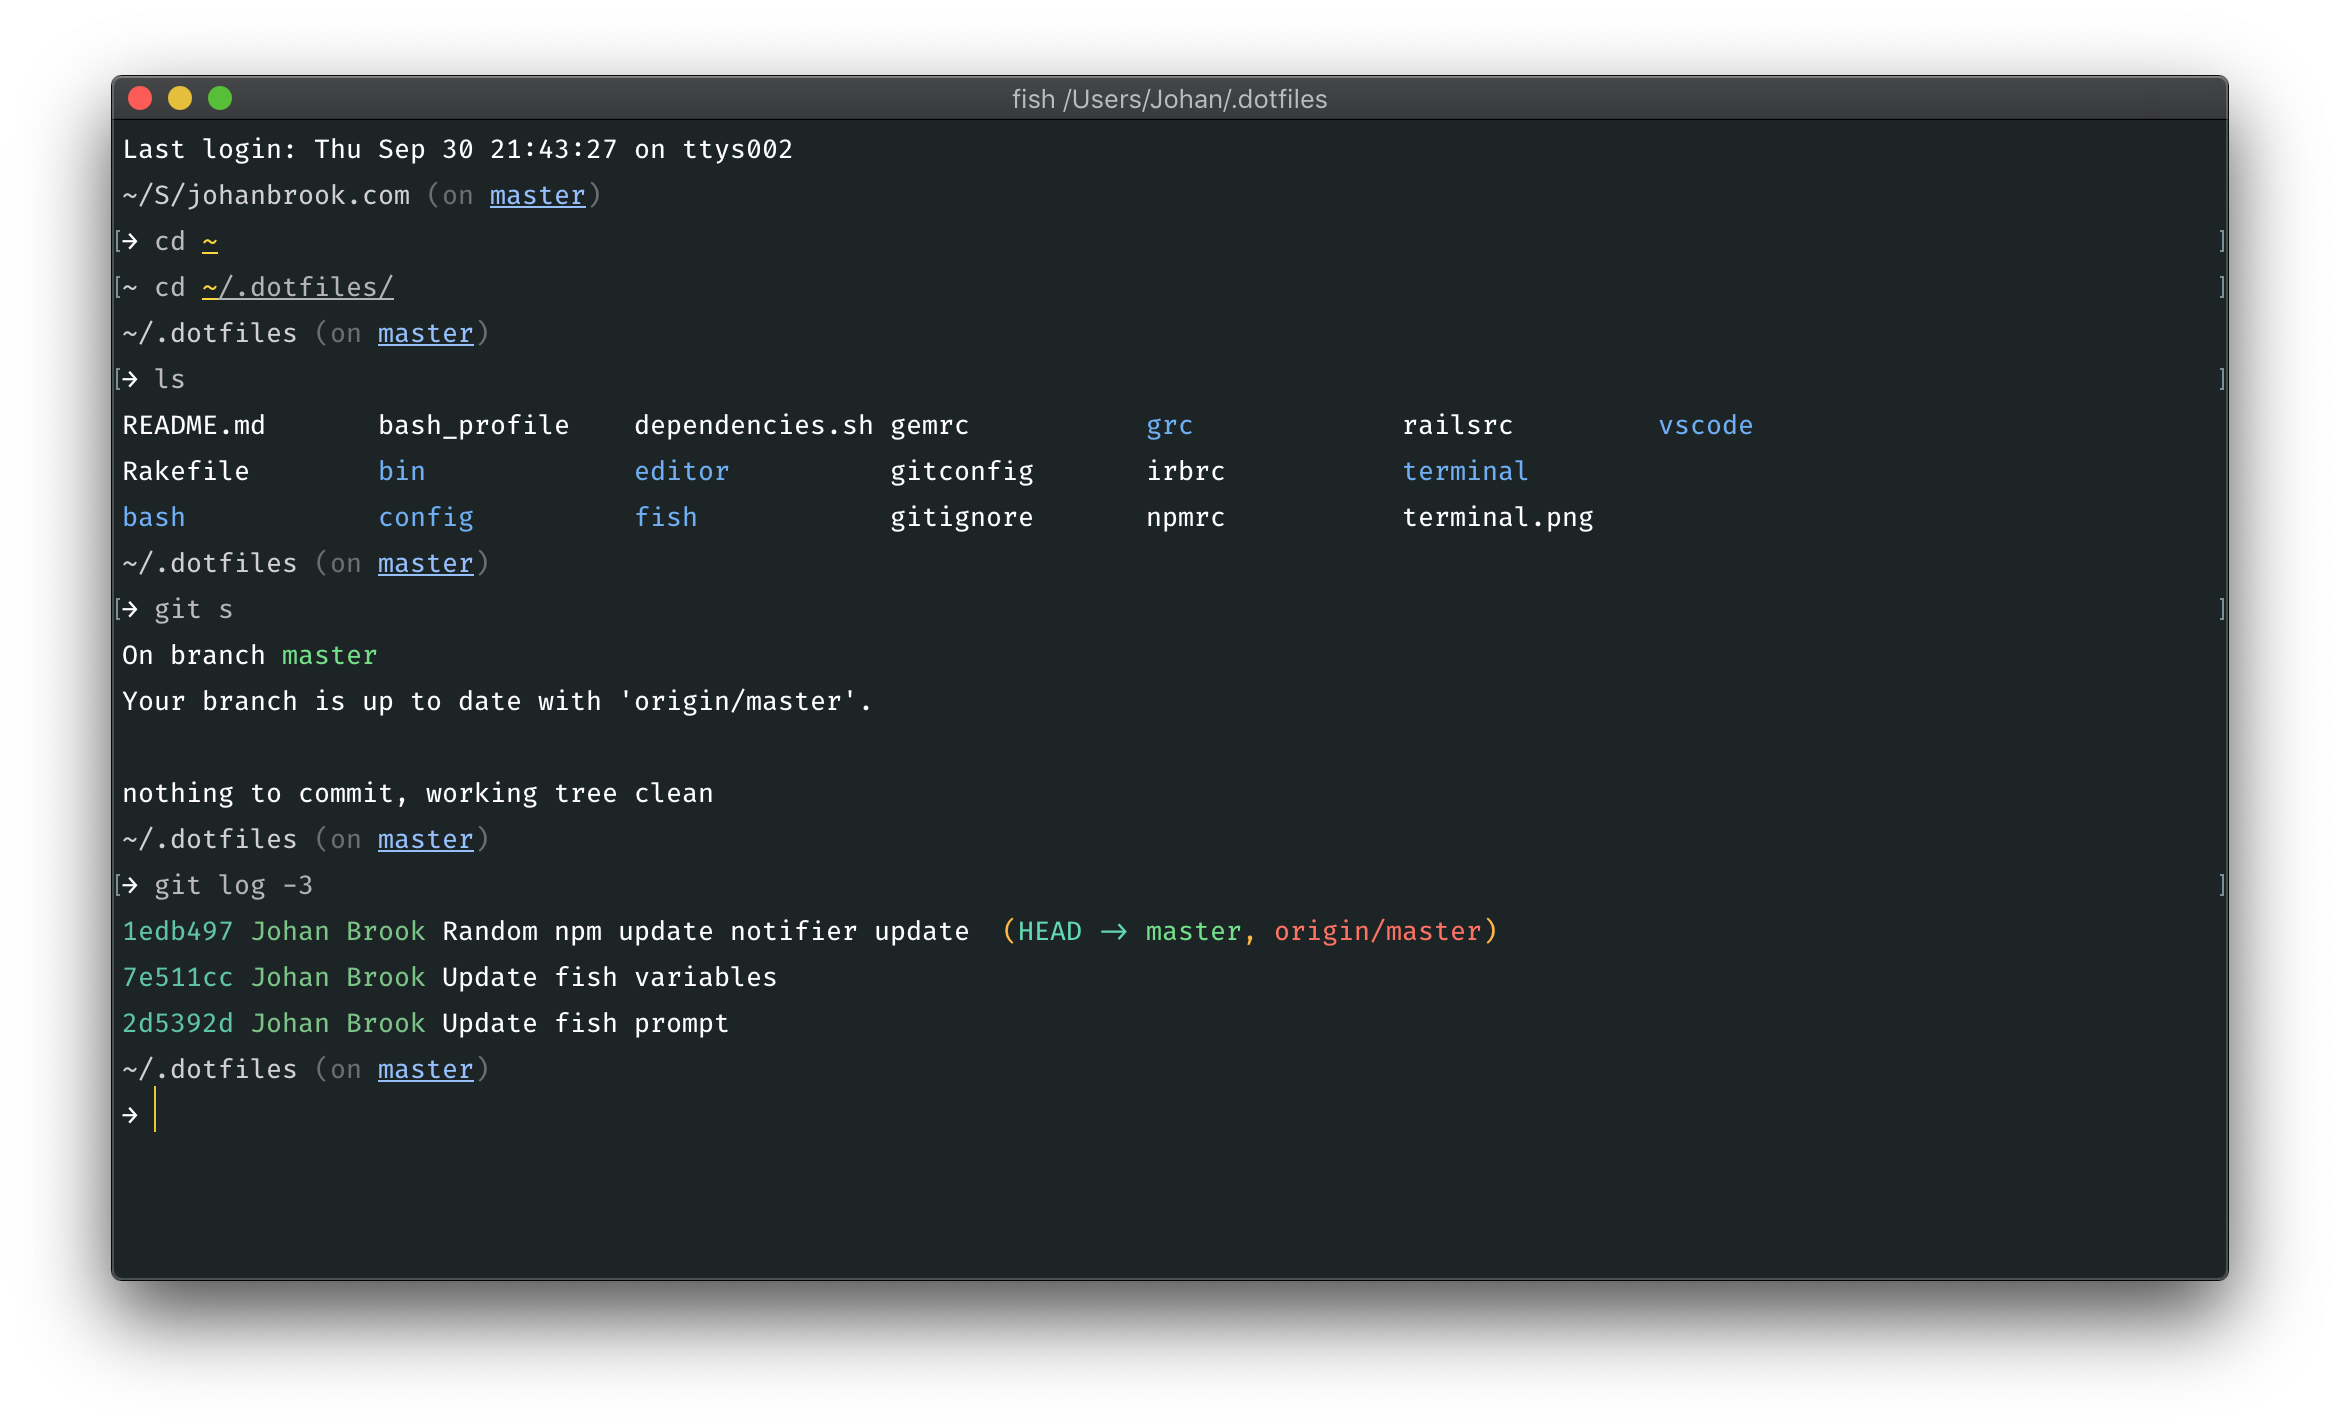 fish /Users/Johan/.dotfiles
Last login: Thu Sep 30 21:43:27 on ttys002
~/S/johanbrook.com (on master)
[→ cd ~ ]
[~ cd ~/.dotfiles/ ]
~/.dotfiles (on master)
[→ ls ]
README.md bash_profile dependencies.sh gemrc grc railsrc vscode
Rakefile bin editor gitconfig irbrc terminal
bash config fish gitignore npmrc terminal.png
~/.dotfiles (on master)
[→ git s ]
On branch master
Your branch is up to date with 'origin/master'.
nothing to commit, working tree clean
~/.dotfiles (on master)
[→ git log -3 ]
1edb497 Johan Brook Random npm update notifier update (HEAD → master, origin/master)
7e511cc Johan Brook Update fish variables
2d5392d Johan Brook Update fish prompt
~/.dotfiles (on master)
→